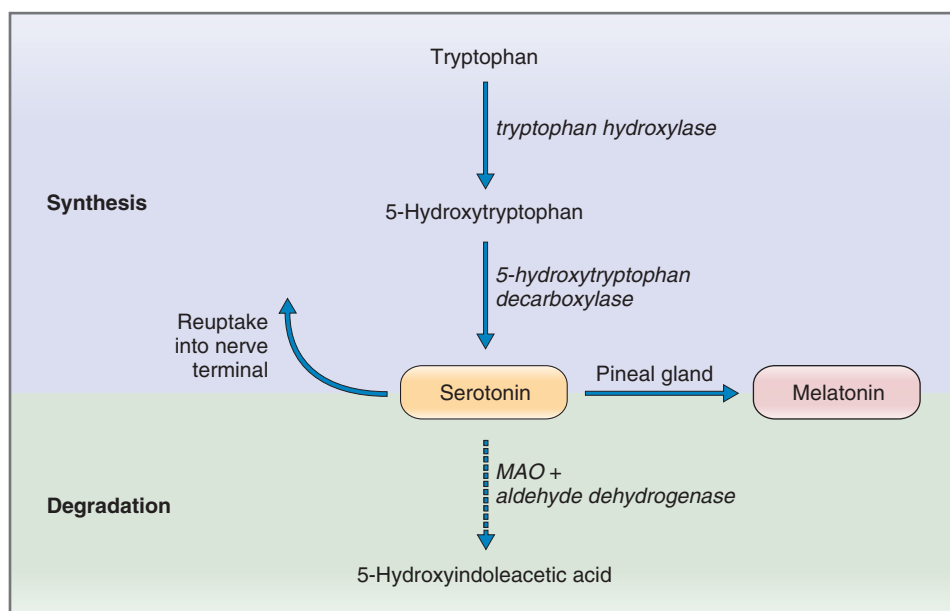 Tryptophan
tryptophan hydroxylase
Synthesis
5-Hydroxytryptophan
5-hydroxytryptophan
decarboxylase
Reuptake
into nerve
terminal
Serotonin
Pineal gland
Melatonin
MAO +
aldehyde dehydrogenase
Degradation
5-Hydroxyindoleacetic acid